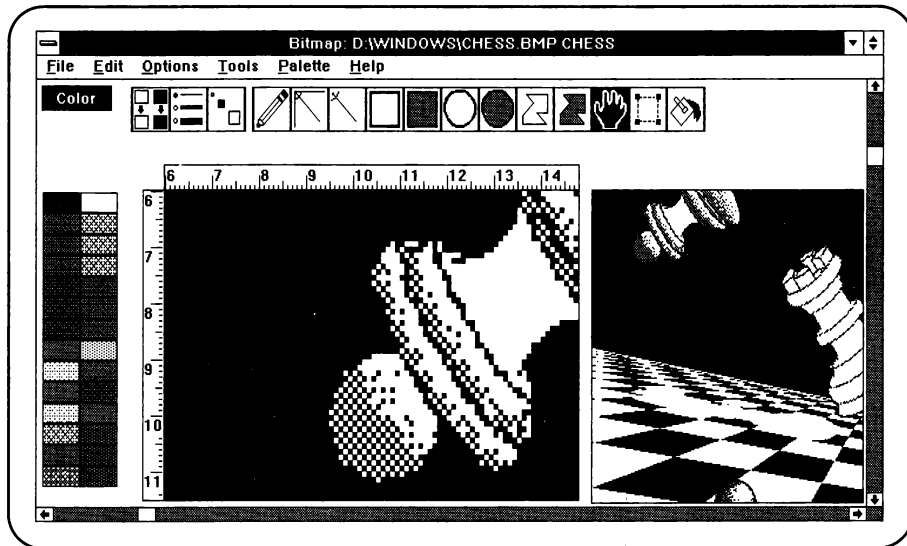 Bitmap: D:\WINDOWS\CHESS.BMP CHESS
File Edit Options Tools Palette Help
Color
6 7 8 9 10 11 12 13 14
6
7
8
9
10
11